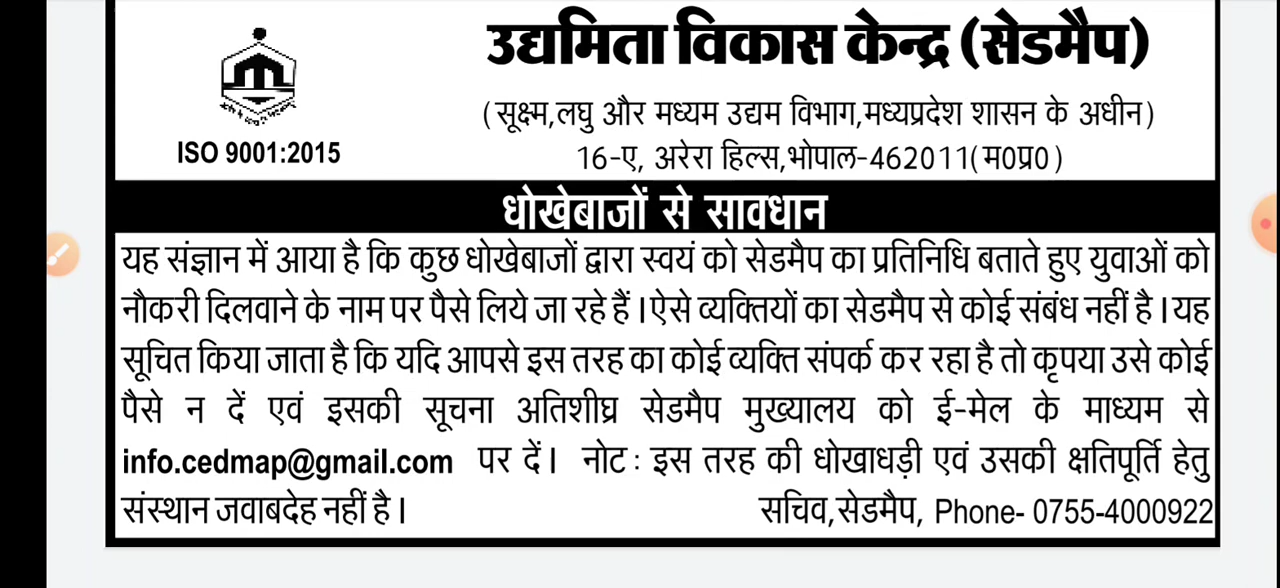 उद्यमिता विकास केन्द्र (सेडमैप)
(सूक्ष्म,लघु और मध्यम उद्यम विभाग,मध्यप्रदेश शासन के अधीन)
ISO 9001:2015
16-ए, अरेरा हिल्स,भोपाल-462011(म0प्र0)
धोखेबाजों से सावधान
यह संज्ञान में आया है कि कुछ धोखेबाजों द्वारा स्वयं को सेडमैप का प्रतिनिधि बताते हुए युवाओं को
नौकरी दिलवाने के नाम पर पैसे लिये जा रहे हैं। ऐसे व्यक्तियों का सेडमैप से कोई संबंध नहीं है। यह
सूचित किया जाता है कि यदि आपसे इस तरह का कोई व्यक्ति संपर्क कर रहा है तो कृपया उसे कोई
पैसे न दें एवं इसकी सूचना अतिशीघ्र सेडमैप मुख्यालय को ई-मेल के माध्यम से
info.cedmap@gmail.com पर दें। नोट : इस तरह की धोखाधड़ी एवं उसकी क्षतिपूर्ति हेतु
संस्थान जवाबदेह नहीं है। सचिव,सेडमैप, Phone- 0755-4000922